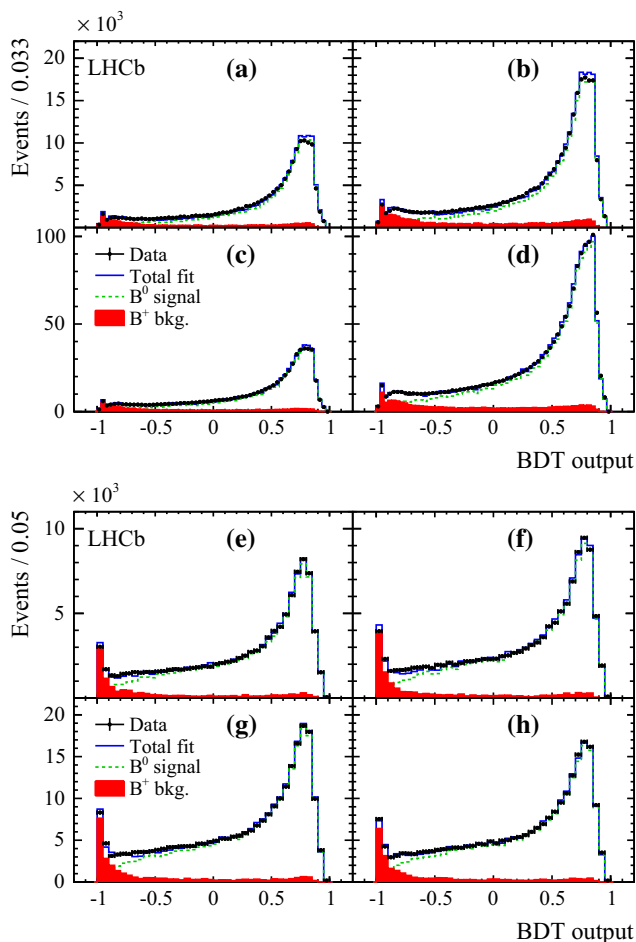 × 10³
LHCb
(a)
(b)
Events / 0.033
20
15
10
5
(c)
(d)
Data
Total fit
B⁰ signal
B⁺ bkg.
100
50
0
-1 -0.5 0 0.5 1
-1 -0.5 0 0.5 1
BDT output
× 10³
LHCb
(e)
(f)
Events / 0.05
10
5
(g)
(h)
Data
Total fit
B⁰ signal
B⁺ bkg.
20
15
10
5
0
-1 -0.5 0 0.5 1
-1 -0.5 0 0.5 1
BDT output